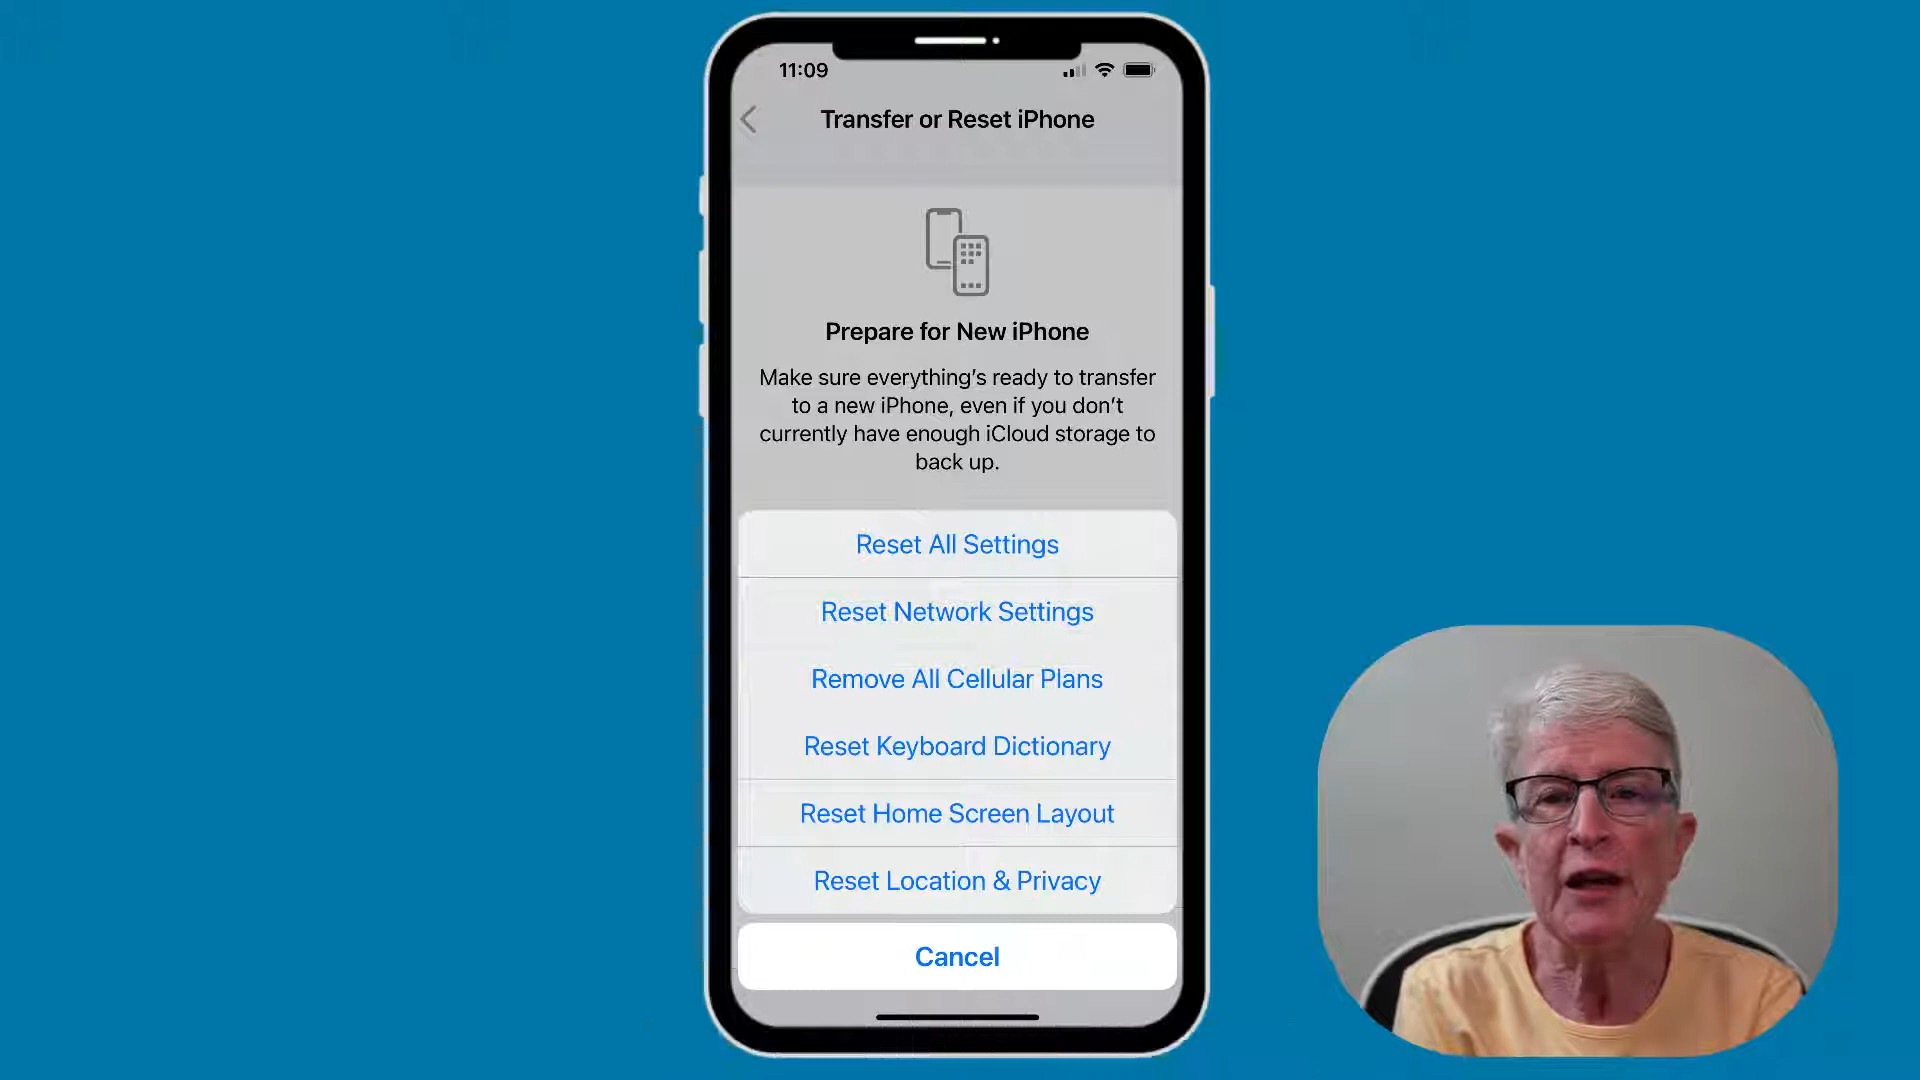 11:09
Transfer or Reset iPhone
Prepare for New iPhone
Make sure everything's ready to transfer
to a new iPhone, even if you don't
currently have enough iCloud storage to
back up.
Reset All Settings
Reset Network Settings
Remove All Cellular Plans
Reset Keyboard Dictionary
Reset Home Screen Layout
Reset Location & Privacy
Cancel